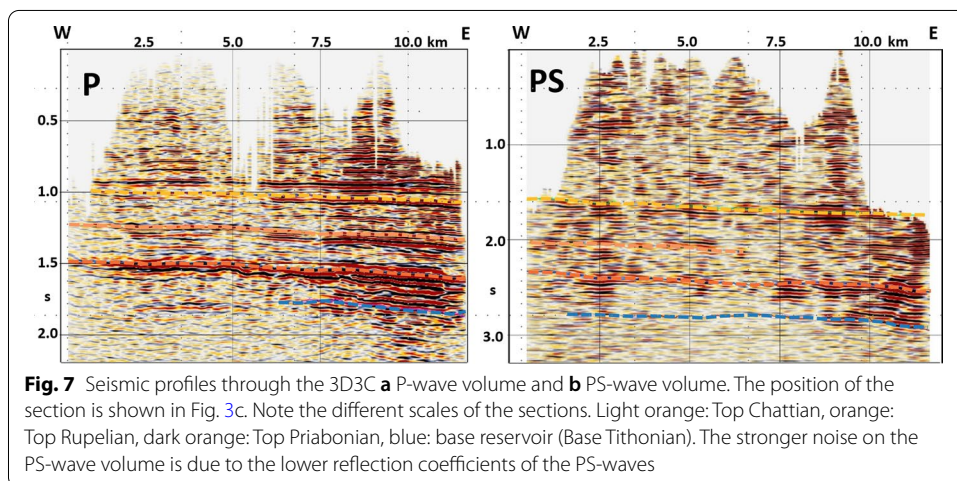 W E W E
2.5 5.0 7.5 10.0 km 2.5 5.0 7.5 10.0 km
P PS
0.5
1.0
1.0
1.5
2.0
s
s
2.0
3.0
Fig. 7 Seismic profiles through the 3D3C a P-wave volume and b PS-wave volume. The position of the
section is shown in Fig. 3c. Note the different scales of the sections. Light orange: Top Chattian, orange:
Top Rupelian, dark orange: Top Priabonian, blue: base reservoir (Base Tithonian). The stronger noise on the
PS-wave volume is due to the lower reflection coefficients of the PS-waves